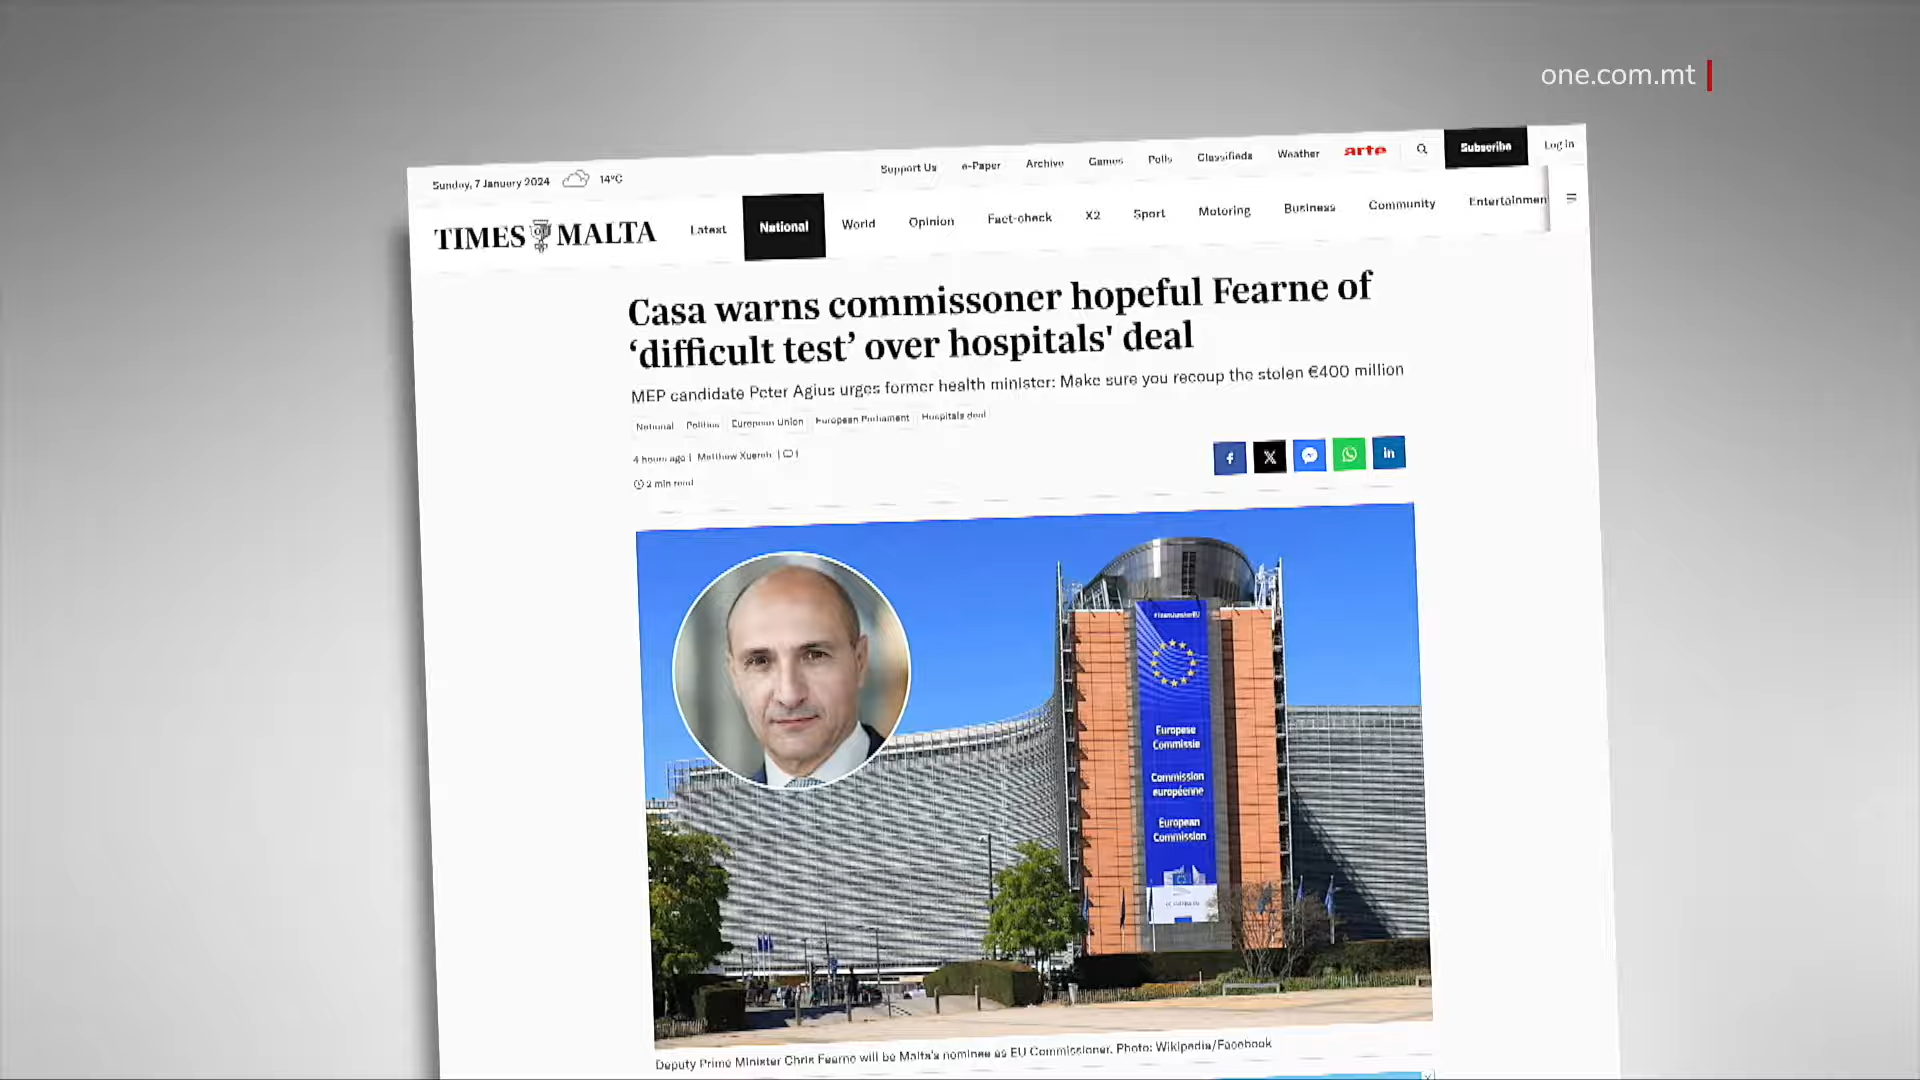 one.com.mt
Sunday, 7 January 2024 14°C Support Us e-Paper Archive Games Polls Classifieds Weather arte Subscribe Log in
TIMES OF MALTA Latest National World Opinion Fact-check X2 Sport Motoring Business Community Entertainmen
Casa warns commissoner hopeful Fearne of
‘difficult test’ over hospitals' deal
MEP candidate Peter Agius urges former health minister: Make sure you recoup the stolen €400 million
National Politics European Union European Parliament Hospitals deal
4 hours ago | Matthew Xuereb | 1
2 min read
European
Commission
Europese
Commissie
Commission
européenne
Deputy Prime Minister Chris Fearne will be Malta's nominee as EU Commissioner. Photo: Wikipedia/Facebook